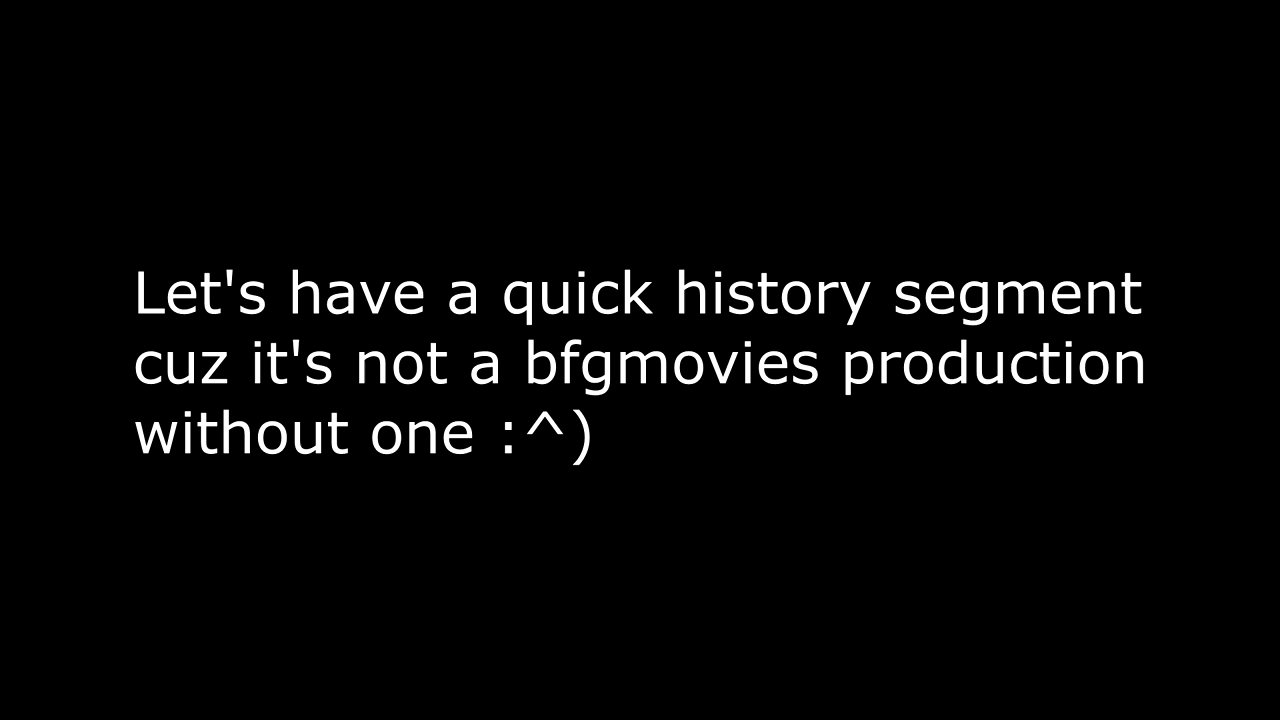 Let's have a quick history segment
cuz it's not a bfgmovies production
without one :^)